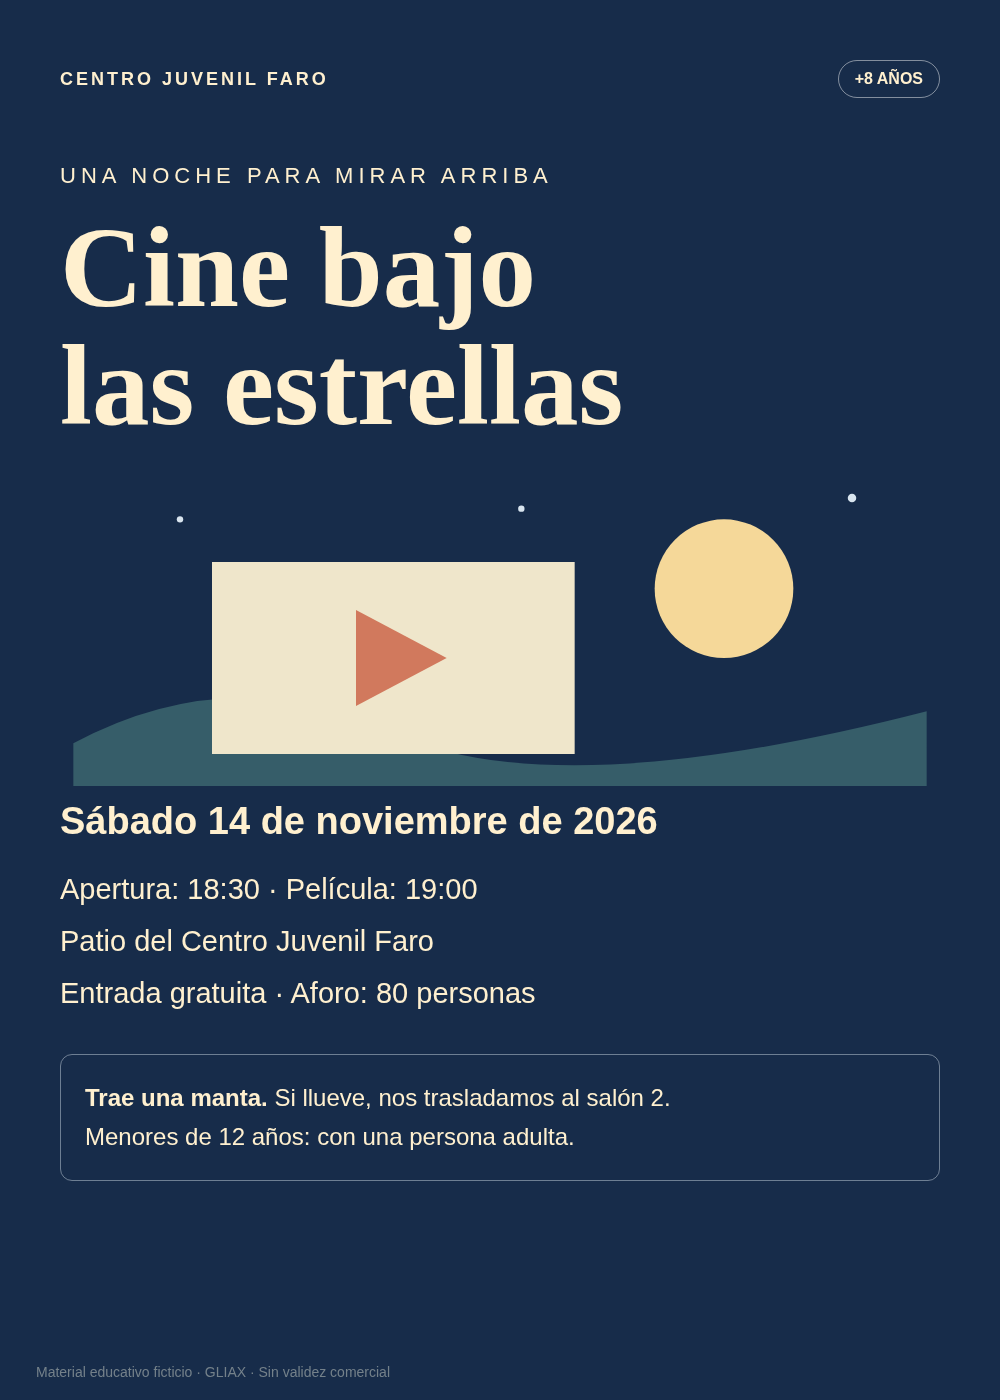 CENTRO JUVENIL FARO
+8 AÑOS
UNA NOCHE PARA MIRAR ARRIBA
Cine bajo
las estrellas
Sábado 14 de noviembre de 2026
Apertura: 18:30 · Película: 19:00
Patio del Centro Juvenil Faro
Entrada gratuita · Aforo: 80 personas
Trae una manta. Si llueve, nos trasladamos al salón 2.
Menores de 12 años: con una persona adulta.
Material educativo ficticio · GLIAX · Sin validez comercial